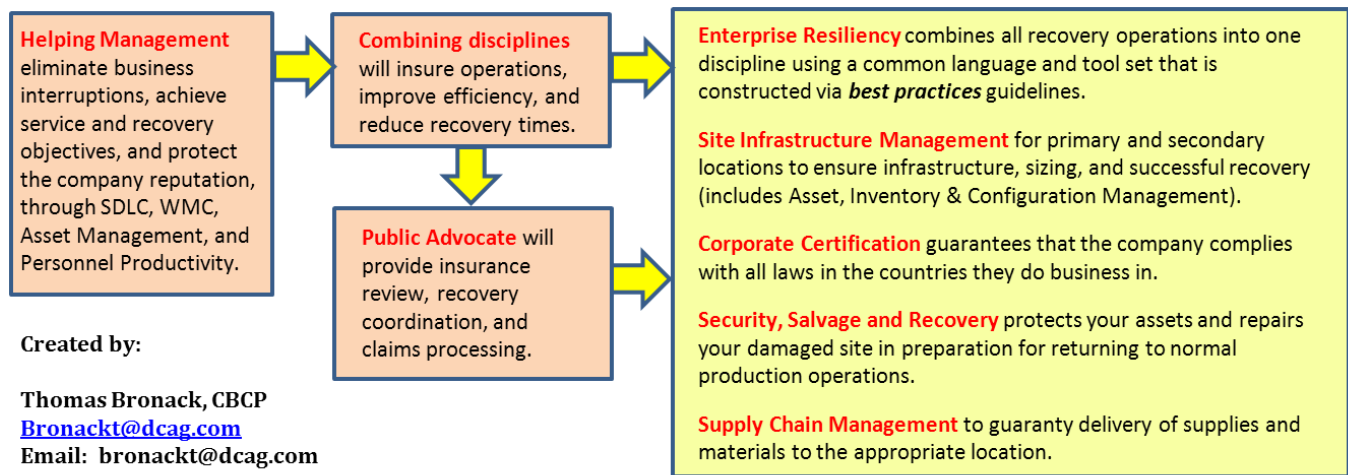 Helping Management
eliminate business
interruptions, achieve
service and recovery
objectives, and protect
the company reputation,
through SDLC, WMC,
Asset Management, and
Personnel Productivity.
Combining disciplines
will insure operations,
improve efficiency, and
reduce recovery times.
Public Advocate will
provide insurance
review, recovery
coordination, and
claims processing.
Enterprise Resiliency combines all recovery operations into one
discipline using a common language and tool set that is
constructed via best practices guidelines.
Site Infrastructure Management for primary and secondary
locations to ensure infrastructure, sizing, and successful recovery
(includes Asset, Inventory & Configuration Management).
Corporate Certification guarantees that the company complies
with all laws in the countries they do business in.
Security, Salvage and Recovery protects your assets and repairs
your damaged site in preparation for returning to normal
production operations.
Supply Chain Management to guaranty delivery of supplies and
materials to the appropriate location.
Created by:
Thomas Bronack, CBCP
Bronackt@dcag.com
Email: bronackt@dcag.com